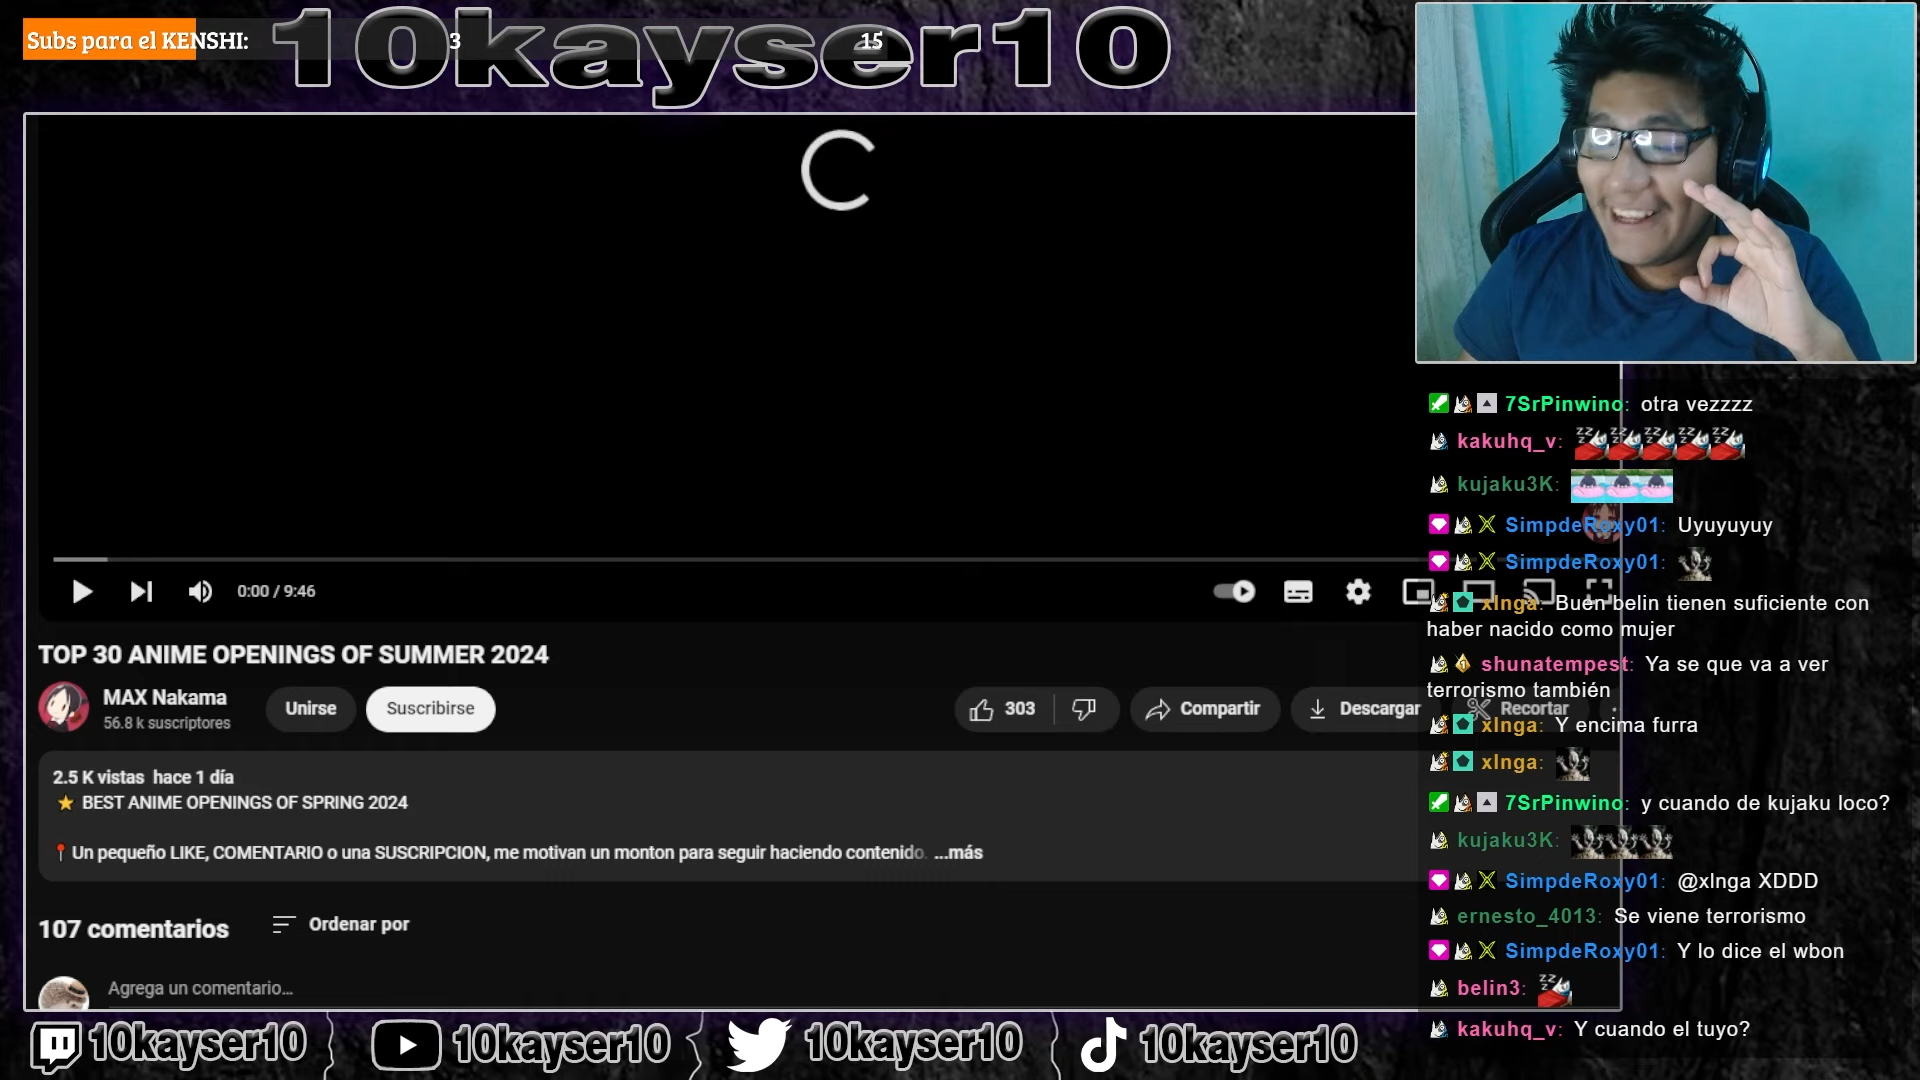 Subs para el KENSHI:
3
15
10kayser10
0:00 / 9:46
TOP 30 ANIME OPENINGS OF SUMMER 2024
MAX Nakama
56.8 k suscriptores
Unirse
Suscribirse
303
Compartir
Descargar
Recortar
2.5 K vistas hace 1 día
BEST ANIME OPENINGS OF SPRING 2024
Un pequeño LIKE, COMENTARIO o una SUSCRIPCION, me motivan un monton para seguir haciendo contenido. ...más
107 comentarios
Ordenar por
Agrega un comentario...
7SrPinwino: otra vezzzz
kakuhq_v:
kujaku3K:
SimpdeRoxy01: Uyuyuyuy
SimpdeRoxy01:
xInga: Buen belin tienen suficiente con
haber nacido como mujer
shunatempest: Ya se que va a ver
terrorismo también
xInga: Y encima furra
xInga:
7SrPinwino: y cuando de kujaku loco?
kujaku3K:
SimpdeRoxy01: @xInga XDDD
ernesto_4013: Se viene terrorismo
SimpdeRoxy01: Y lo dice el wbon
belin3:
kakuhq_v: Y cuando el tuyo?
10kayser10
10kayser10
10kayser10
10kayser10